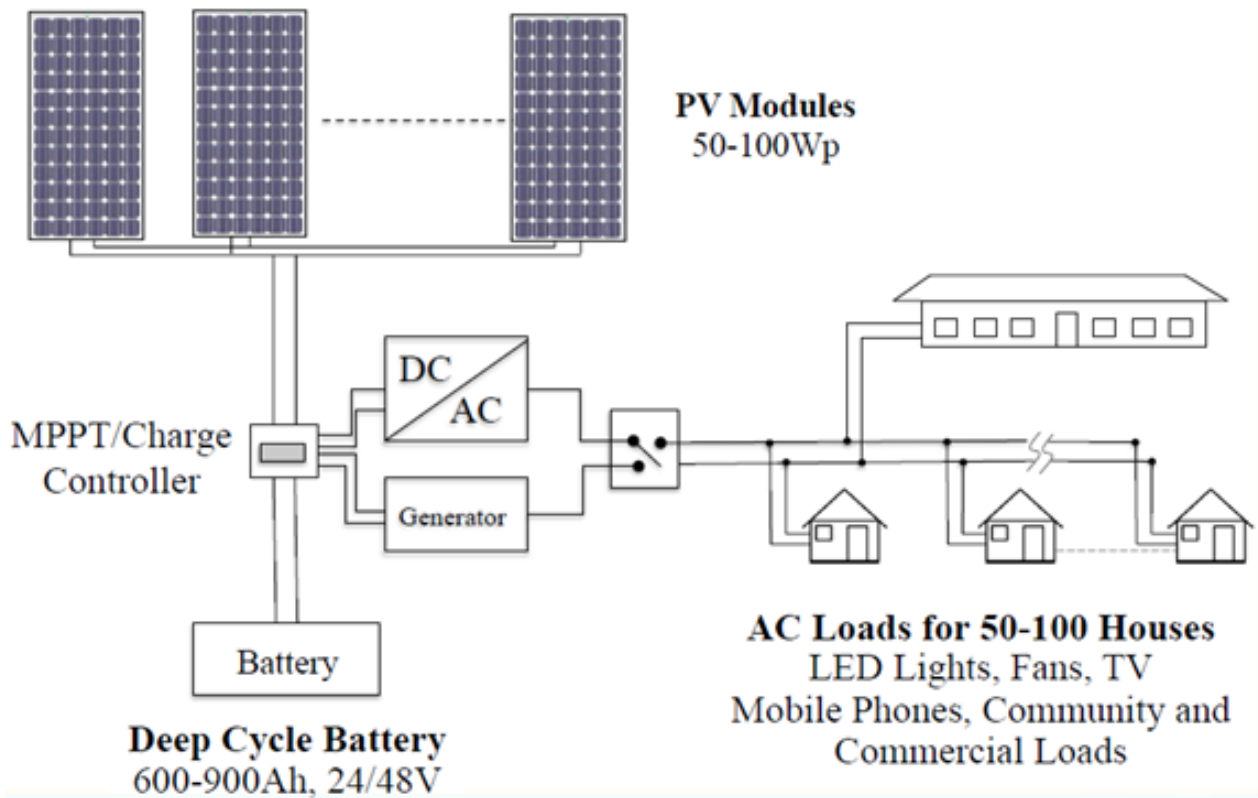 PV Modules
50-100Wp
DC
AC
MPPT/Charge
Controller
Generator
Battery
Deep Cycle Battery
600-900Ah, 24/48V
AC Loads for 50-100 Houses
LED Lights, Fans, TV
Mobile Phones, Community and
Commercial Loads